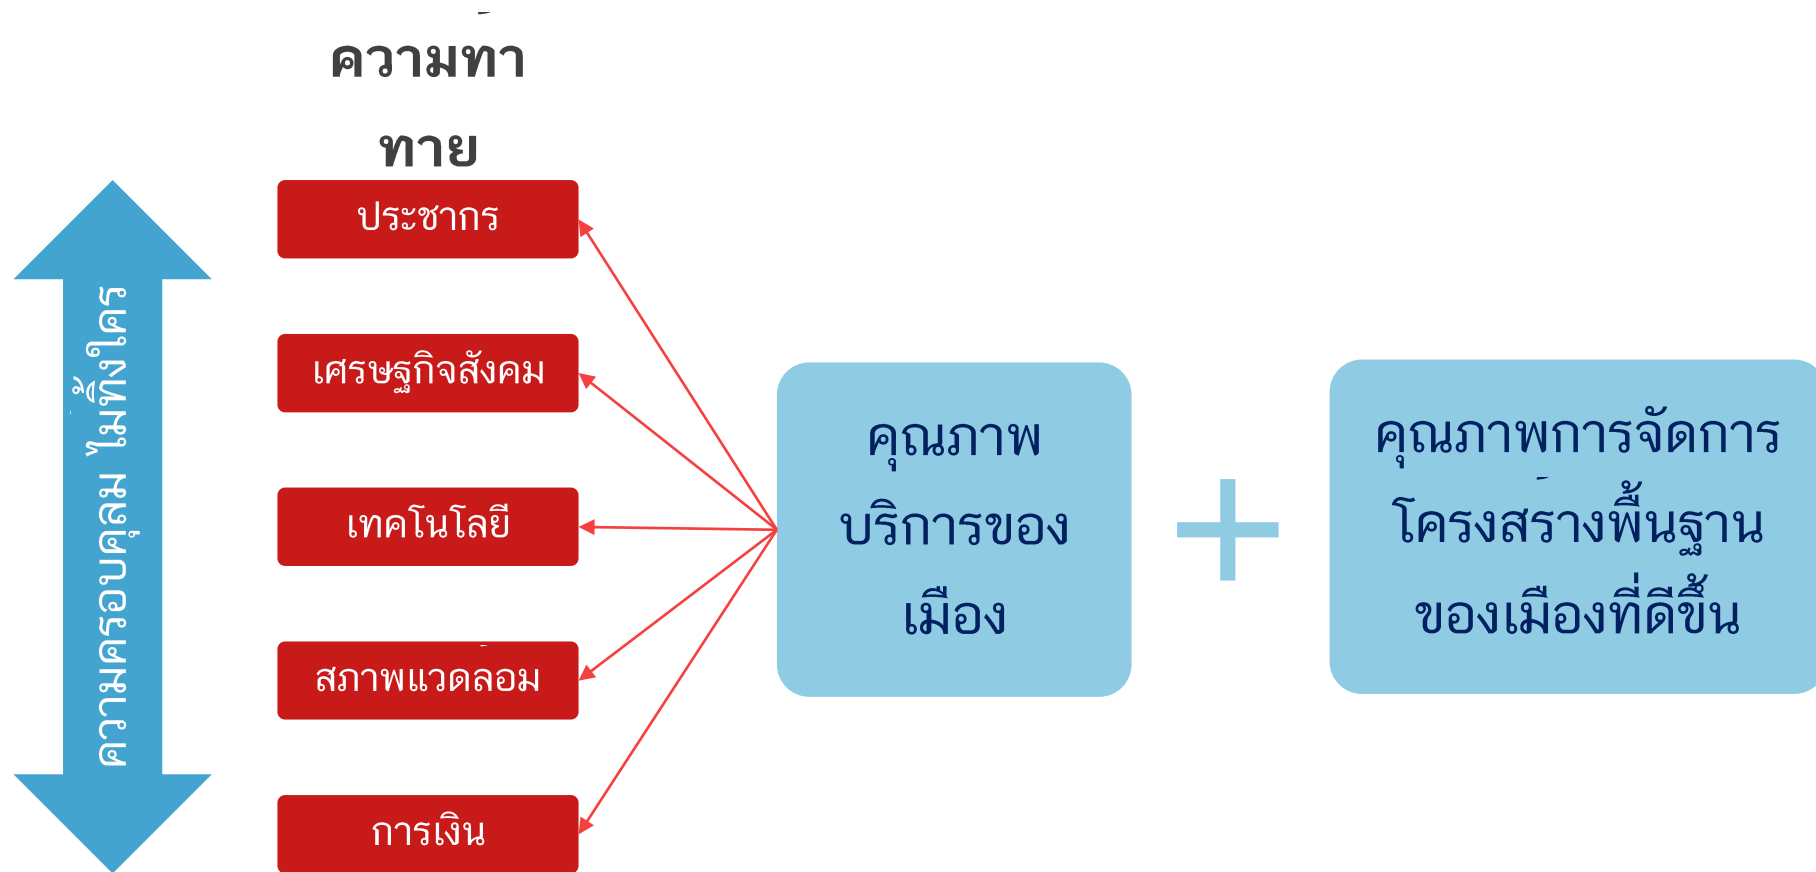 ความท้า
ทาย
ความครอบคุลม ไม่ทิ้งใคร
ประชากร
เศรษฐกิจสังคม
เทคโนโลยี
สภาพแวดล้อม
การเงิน
คุณภาพ
บริการของ
เมือง
คุณภาพการจัดการ
โครงสร้างพื้นฐาน
ของเมืองที่ดีขึ้น